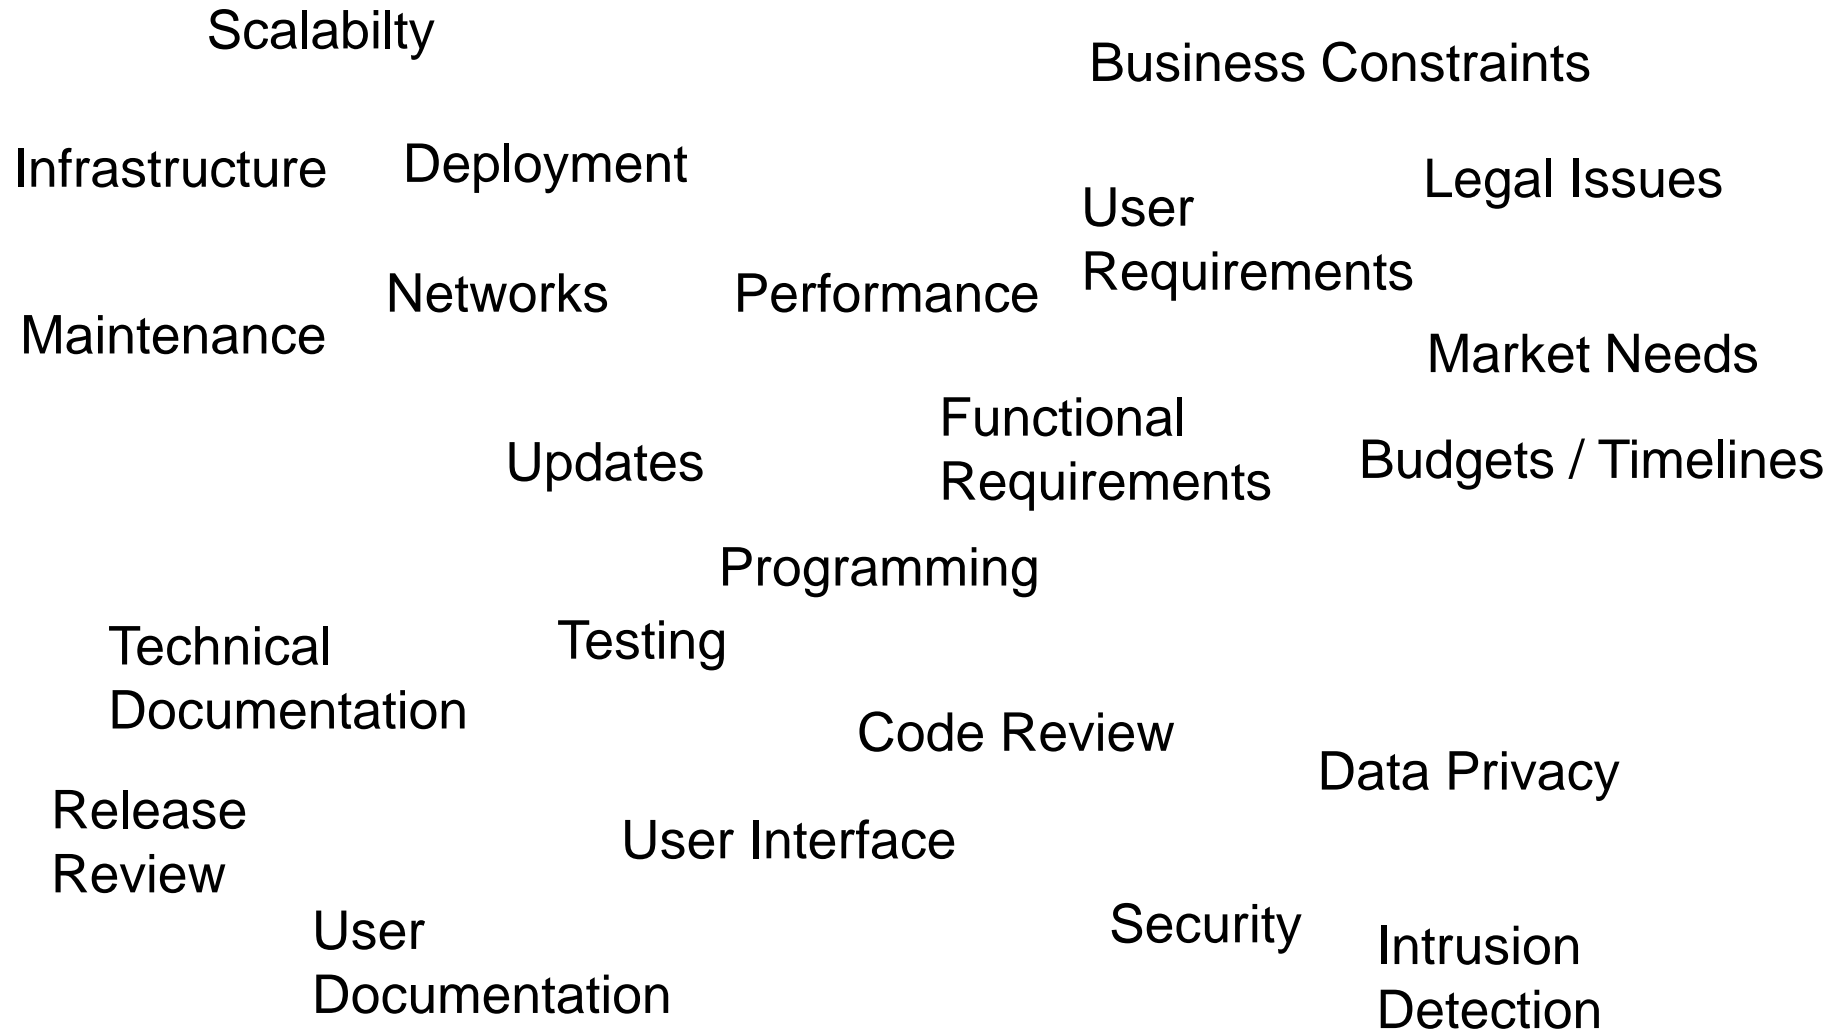 Scalabilty
Business Constraints
Infrastructure
Deployment
Legal Issues
User
Requirements
Networks
Performance
Maintenance
Market Needs
Functional
Requirements
Updates
Budgets / Timelines
Programming
Technical
Documentation
Testing
Code Review
Data Privacy
Release
Review
User Interface
User
Documentation
Security
Intrusion
Detection